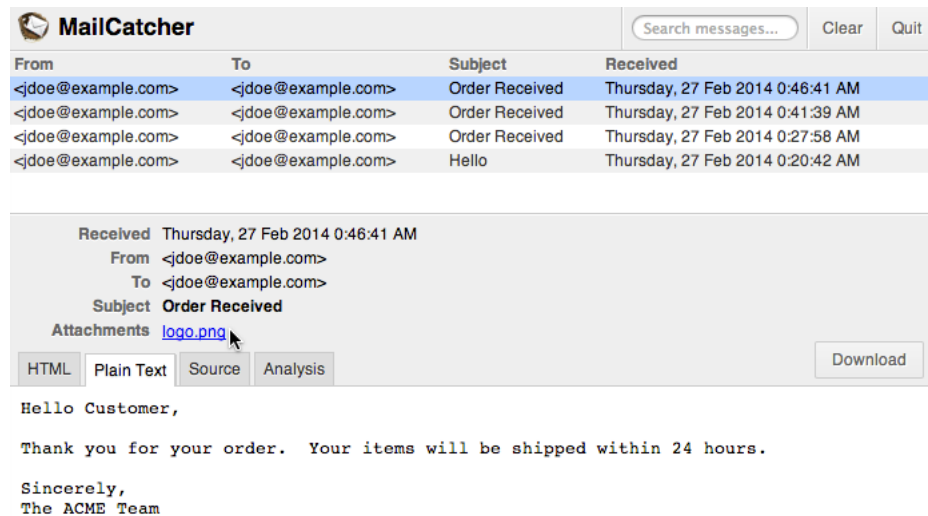 MailCatcher Search messages... Clear Quit
From To Subject Received
<jdoe@example.com> <jdoe@example.com> Order Received Thursday, 27 Feb 2014 0:46:41 AM
<jdoe@example.com> <jdoe@example.com> Order Received Thursday, 27 Feb 2014 0:41:39 AM
<jdoe@example.com> <jdoe@example.com> Order Received Thursday, 27 Feb 2014 0:27:58 AM
<jdoe@example.com> <jdoe@example.com> Hello Thursday, 27 Feb 2014 0:20:42 AM
Received Thursday, 27 Feb 2014 0:46:41 AM
From <jdoe@example.com>
To <jdoe@example.com>
Subject Order Received
Attachments logo.png
HTML Plain Text Source Analysis Download
Hello Customer,
Thank you for your order.  Your items will be shipped within 24 hours.
Sincerely,
The ACME Team